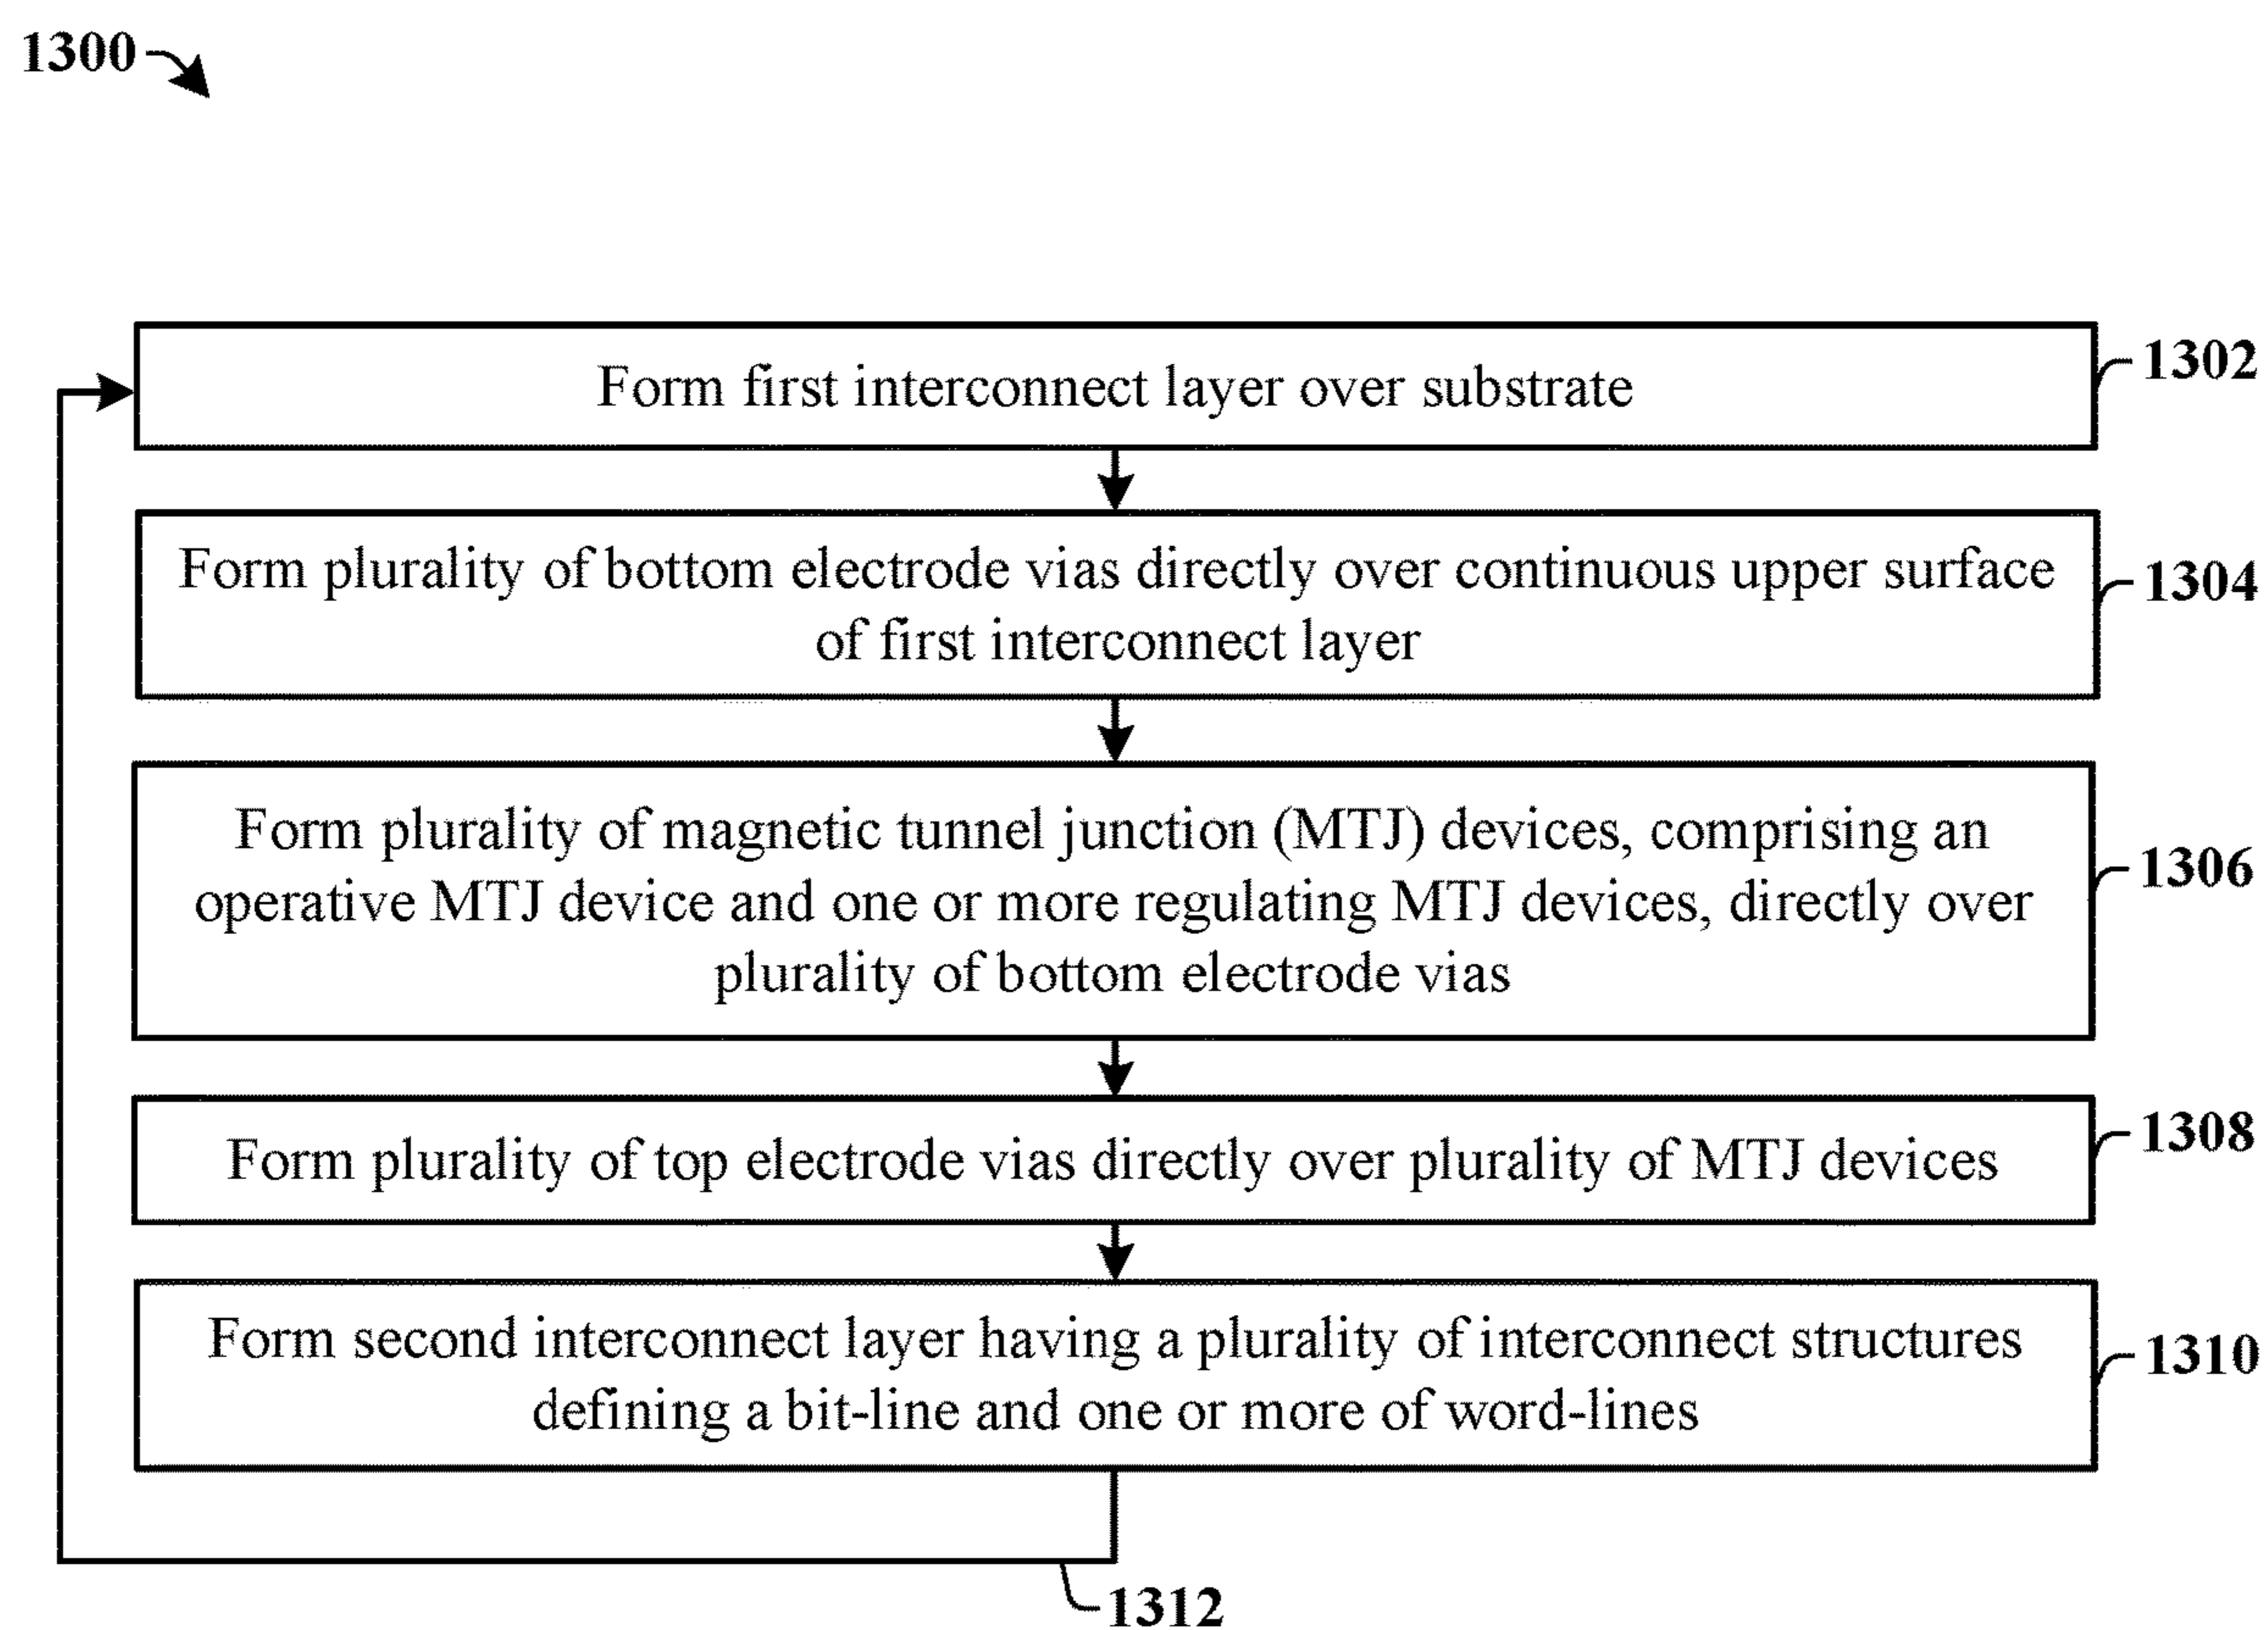 1300
Form first interconnect layer over substrate
1302
Form plurality of bottom electrode vias directly over continuous upper surface
of first interconnect layer
1304
Form plurality of magnetic tunnel junction (MTJ) devices, comprising an
operative MTJ device and one or more regulating MTJ devices, directly over
plurality of bottom electrode vias
1306
Form plurality of top electrode vias directly over plurality of MTJ devices
1308
Form second interconnect layer having a plurality of interconnect structures
defining a bit-line and one or more of word-lines
1310
1312